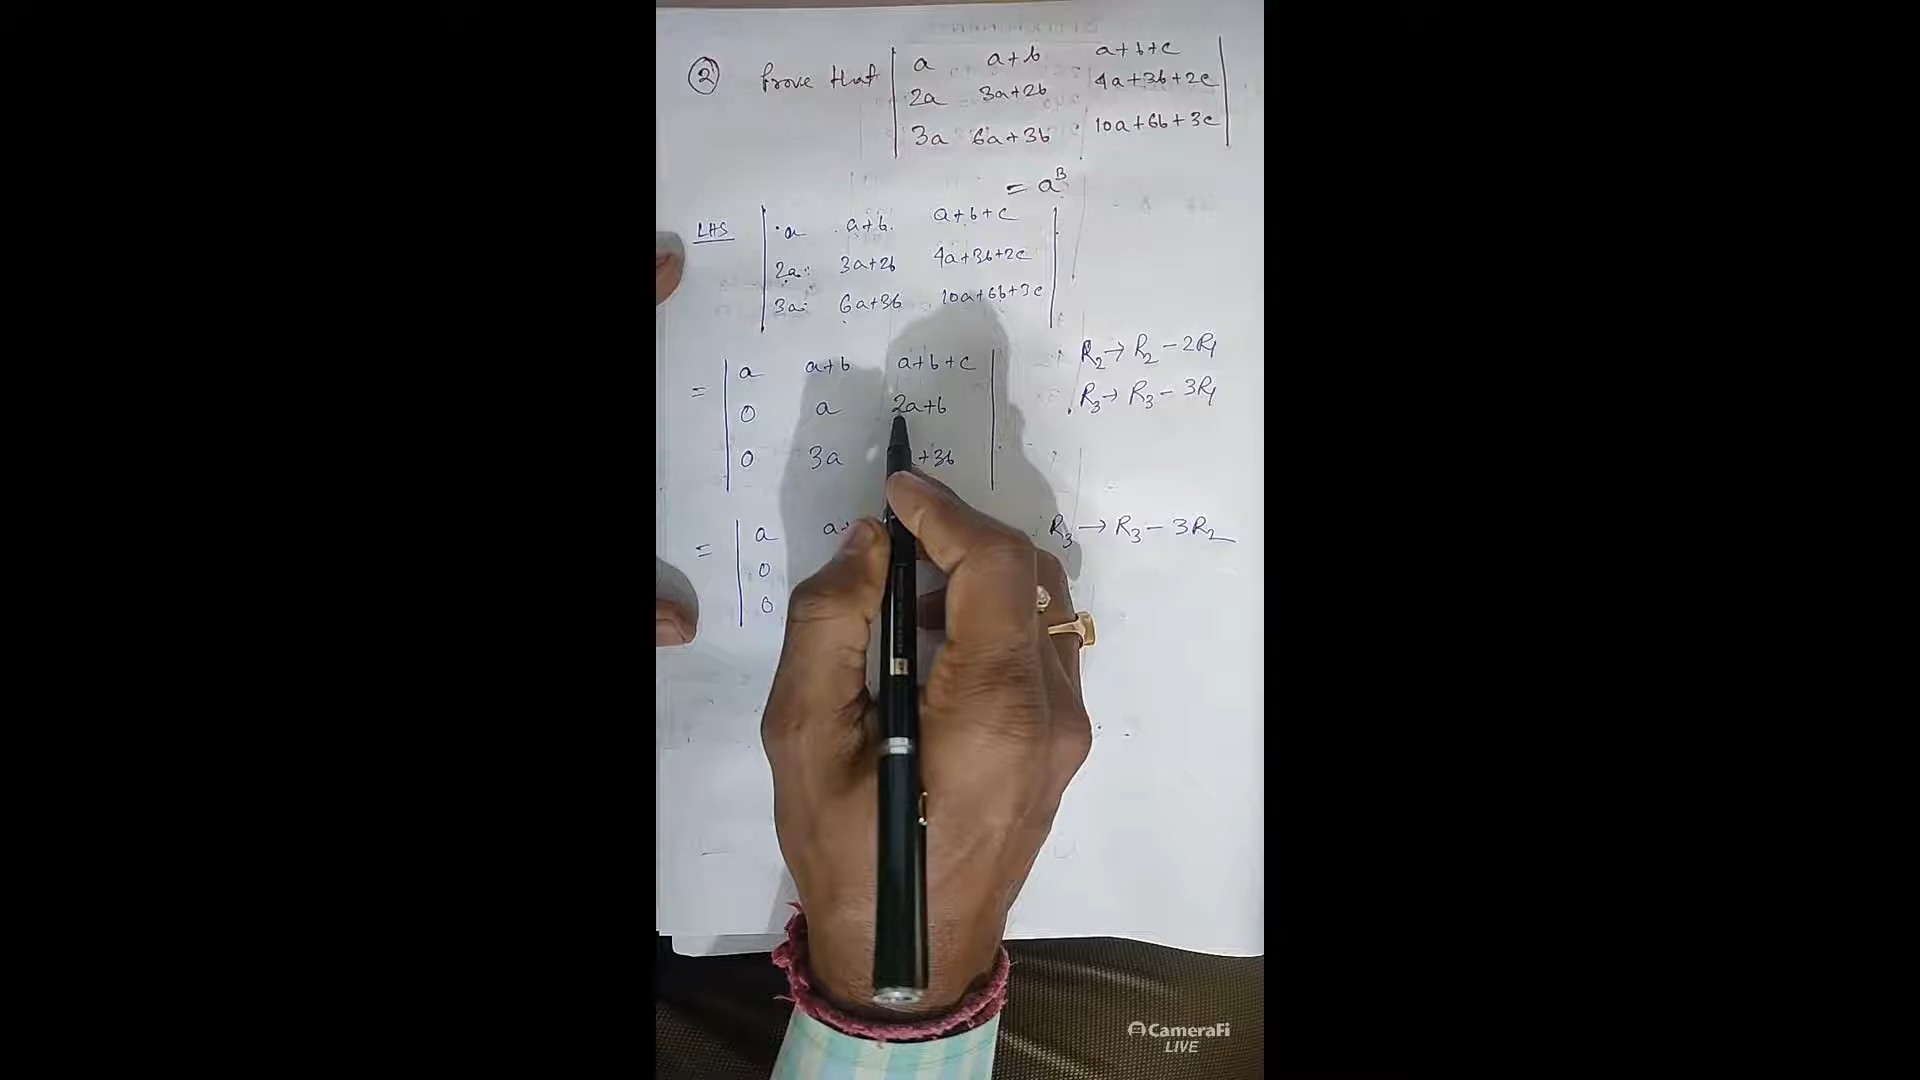 ② Prove that | a a+b a+b+c |
| 2a 3a+2b 4a+3b+2c |
| 3a 6a+3b 10a+6b+3c |
= a³
LHS | a a+b a+b+c |
| 2a 3a+2b 4a+3b+2c |
| 3a 6a+3b 10a+6b+3c |
= | a a+b a+b+c | R₂→R₂-2R₁
| 0 a 2a+b | R₃→R₃-3R₁
| 0 3a +3b |
= | a a+ R₃→R₃-3R₂
| 0
| 0
CameraFi
LIVE